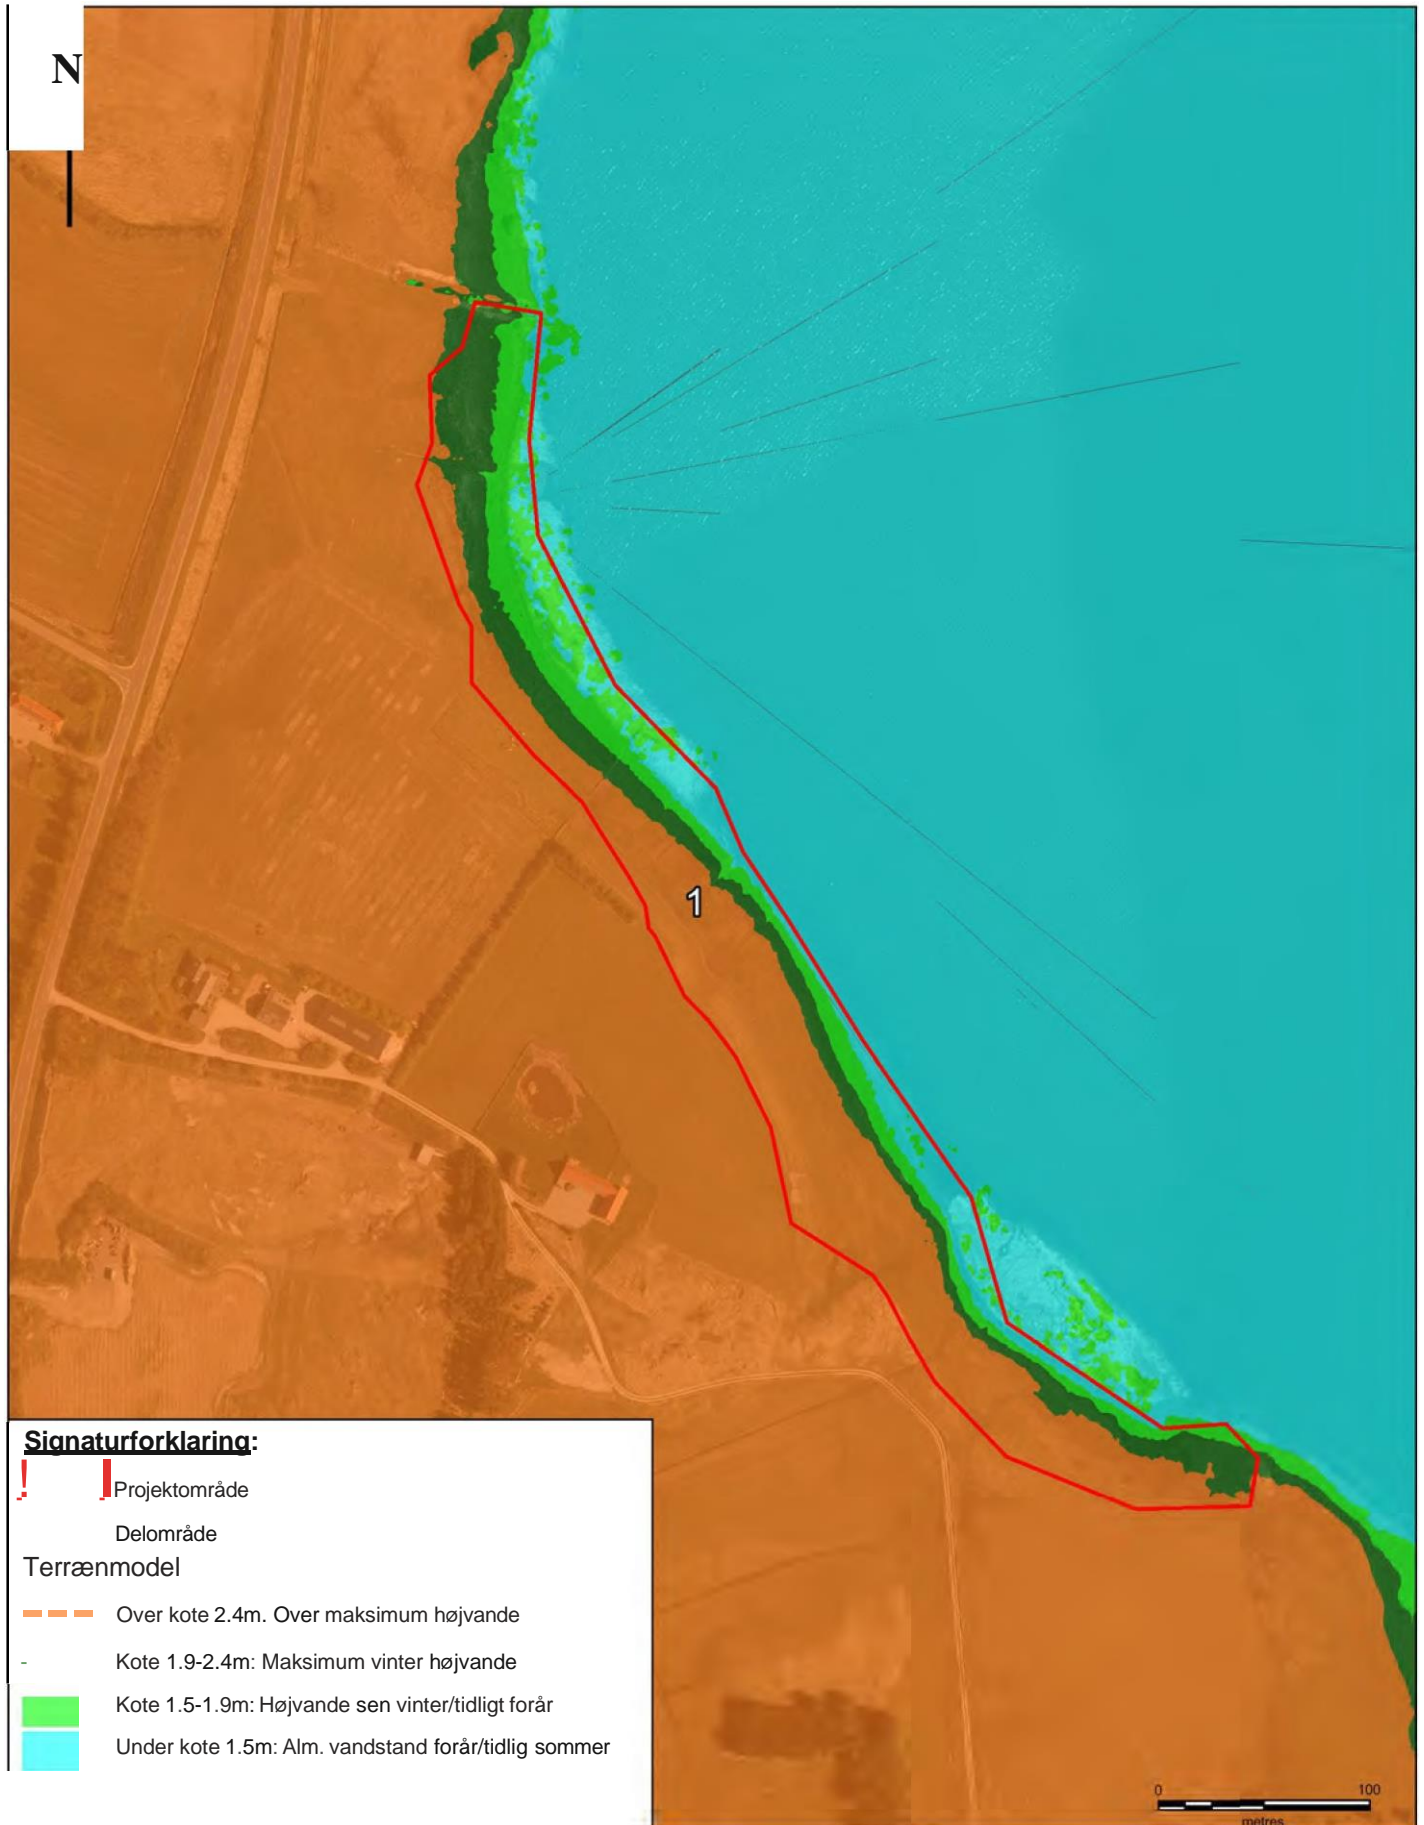 N
1
Signaturforklaring:
Projektområde
Delområde
Terrænmodel
Over kote 2.4m. Over maksimum højvande
Kote 1.9-2.4m: Maksimum vinter højvande
Kote 1.5-1.9m: Højvande sen vinter/tidligt forår
Under kote 1.5m: Alm. vandstand forår/tidlig sommer
0 100
metres